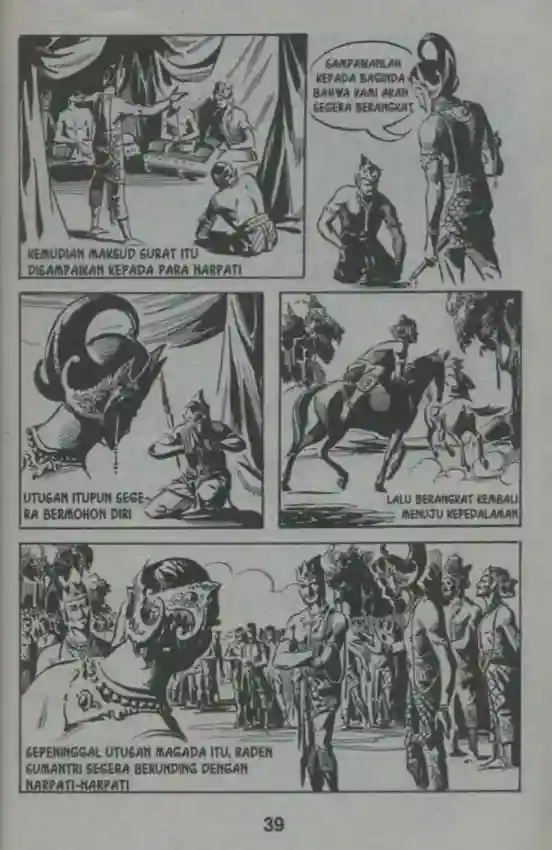 KEMUDIAN MAKSUD SURAT ITU
DISAMPAIKAN KEPADA PARA NARPATI
SAMPAIKANLAH
KEPADA BAGINDA
BAHWA KAMI AKAN
SEGERA BERANGKAT
UTUSAN ITUPUN SEGE-
RA BERMOHON DIRI
LALU BERANGKAT KEMBALI
MENUJU KEPEDALAMAN
SEPENINGGAL UTUSAN MAGADA ITU, RADEN
SUMANTRI SEGERA BERUNDING DENGAN
NARPATI-NARPATI
39